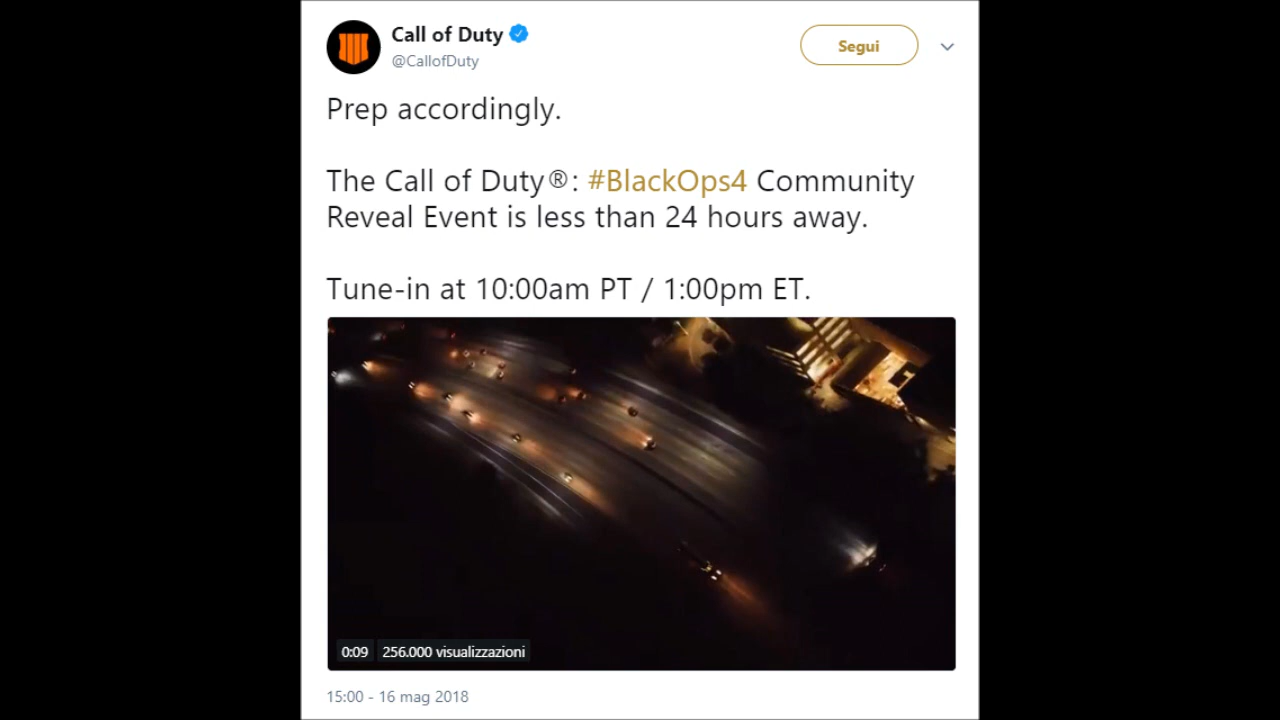 Call of Duty
@CallofDuty
Segui
Prep accordingly.
The Call of Duty®: #BlackOps4 Community
Reveal Event is less than 24 hours away.
Tune-in at 10:00am PT / 1:00pm ET.
0:09 256.000 visualizzazioni
15:00 - 16 mag 2018